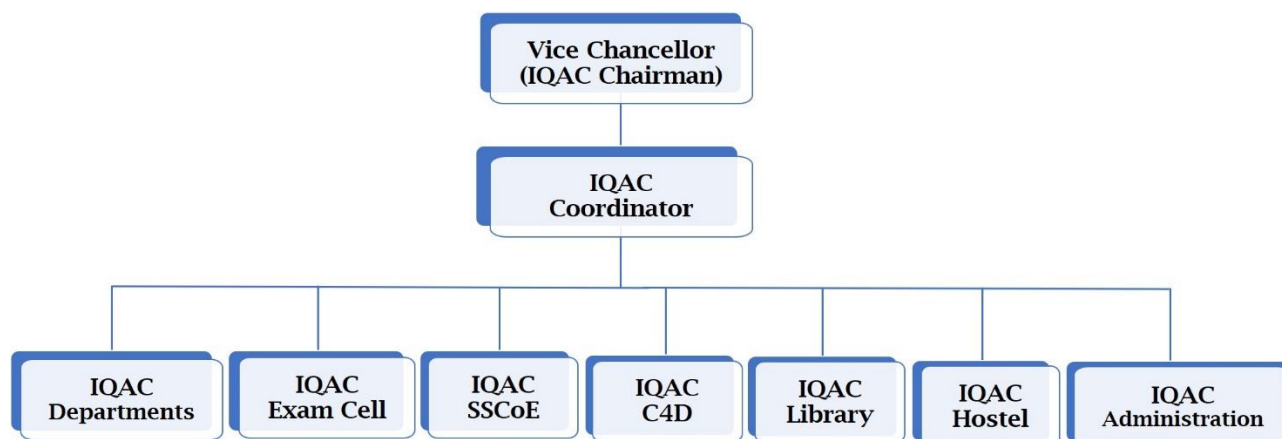 Vice Chancellor
(IQAC Chairman)
IQAC
Coordinator
IQAC
Departments
IQAC
Exam Cell
IQAC
SSCoE
IQAC
C4D
IQAC
Library
IQAC
Hostel
IQAC
Administration